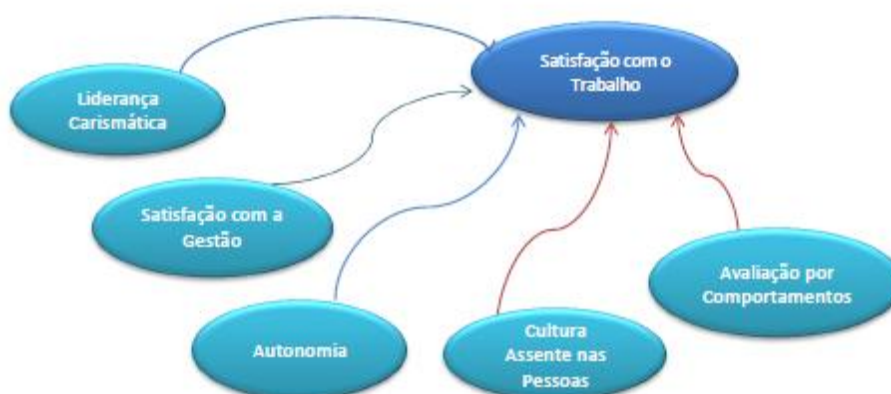 Satisfação com o
Trabalho
Liderança
Carismática
Satisfação com a
Gestão
Avaliação por
Comportamentos
Autonomia
Cultura
Assente nas
Pessoas